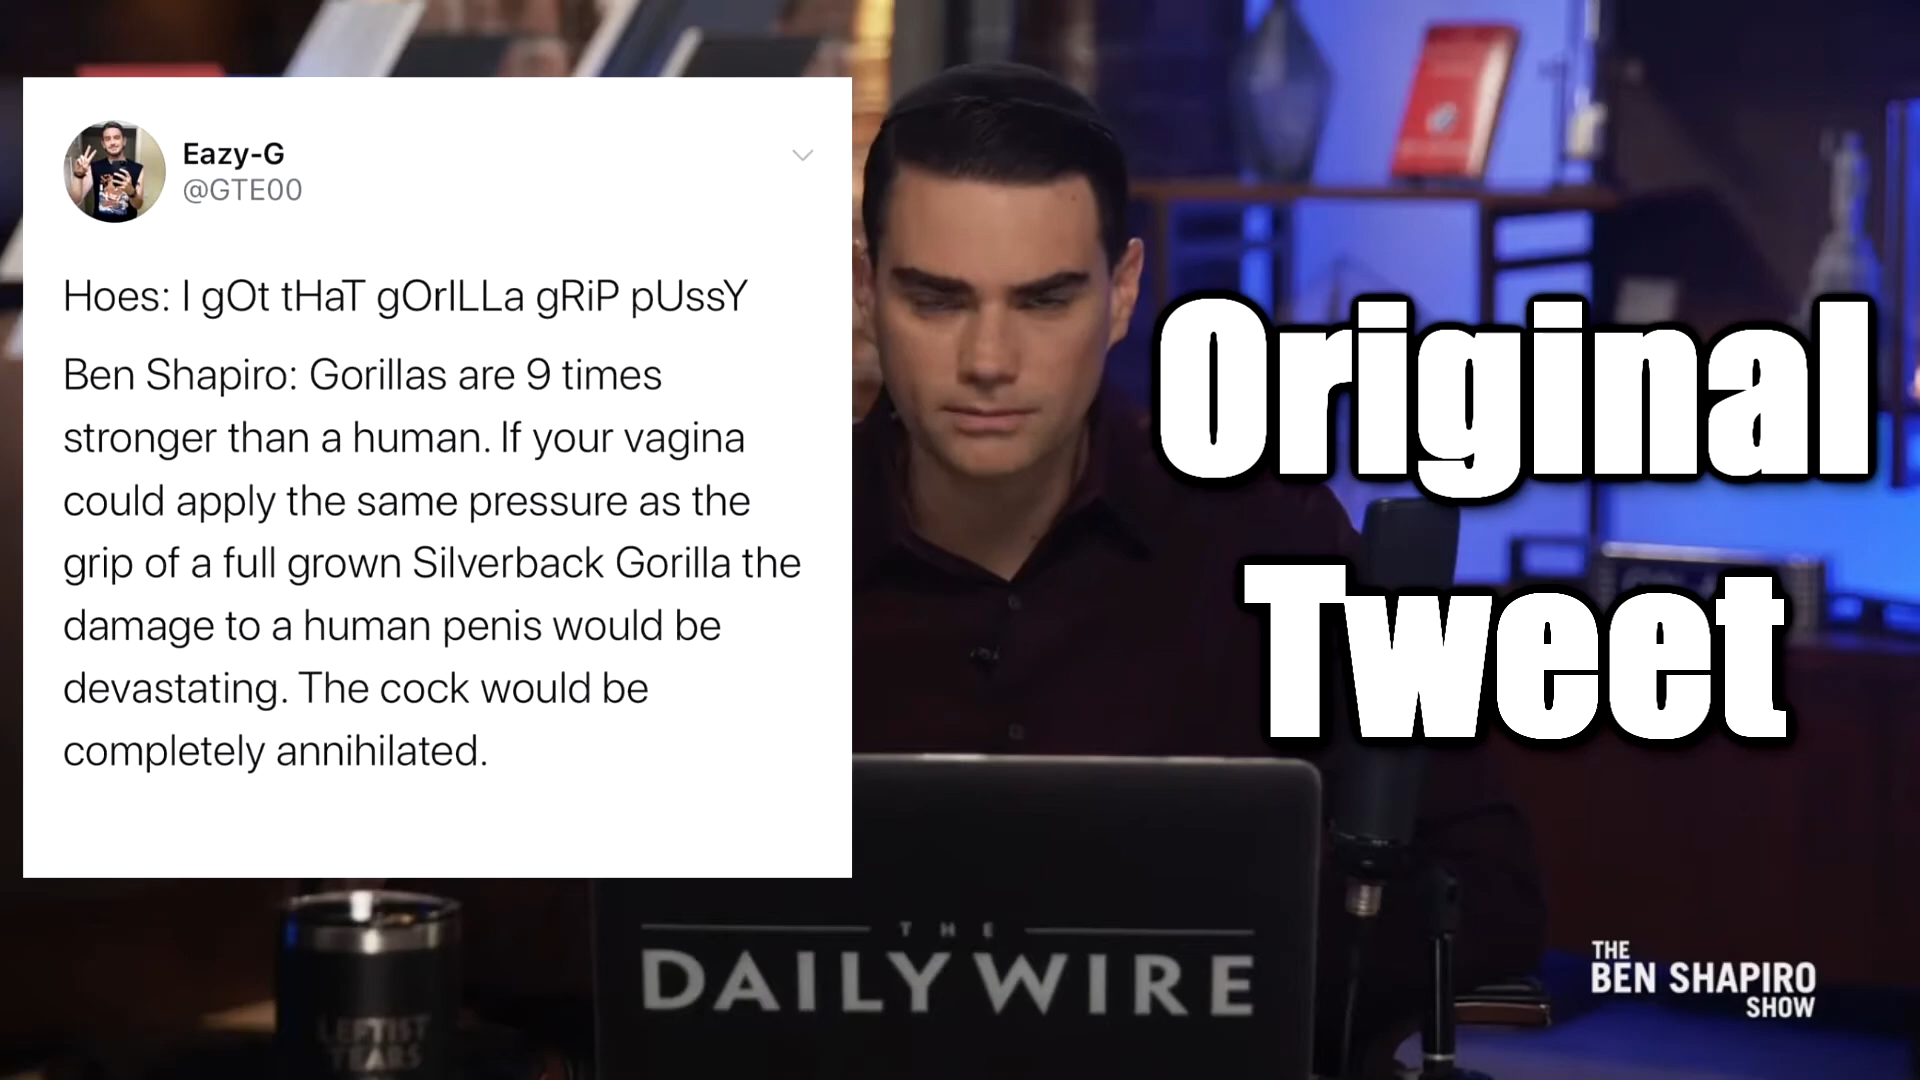 Eazy-G
@GTE00
Hoes: I gOt tHaT gOrILLa gRiP pUssY
Ben Shapiro: Gorillas are 9 times
stronger than a human. If your vagina
could apply the same pressure as the
grip of a full grown Silverback Gorilla the
damage to a human penis would be
devastating. The cock would be
completely annihilated.
Original
Tweet
THE
DAILY WIRE
LEFTIST
TEARS
THE
BEN SHAPIRO
SHOW